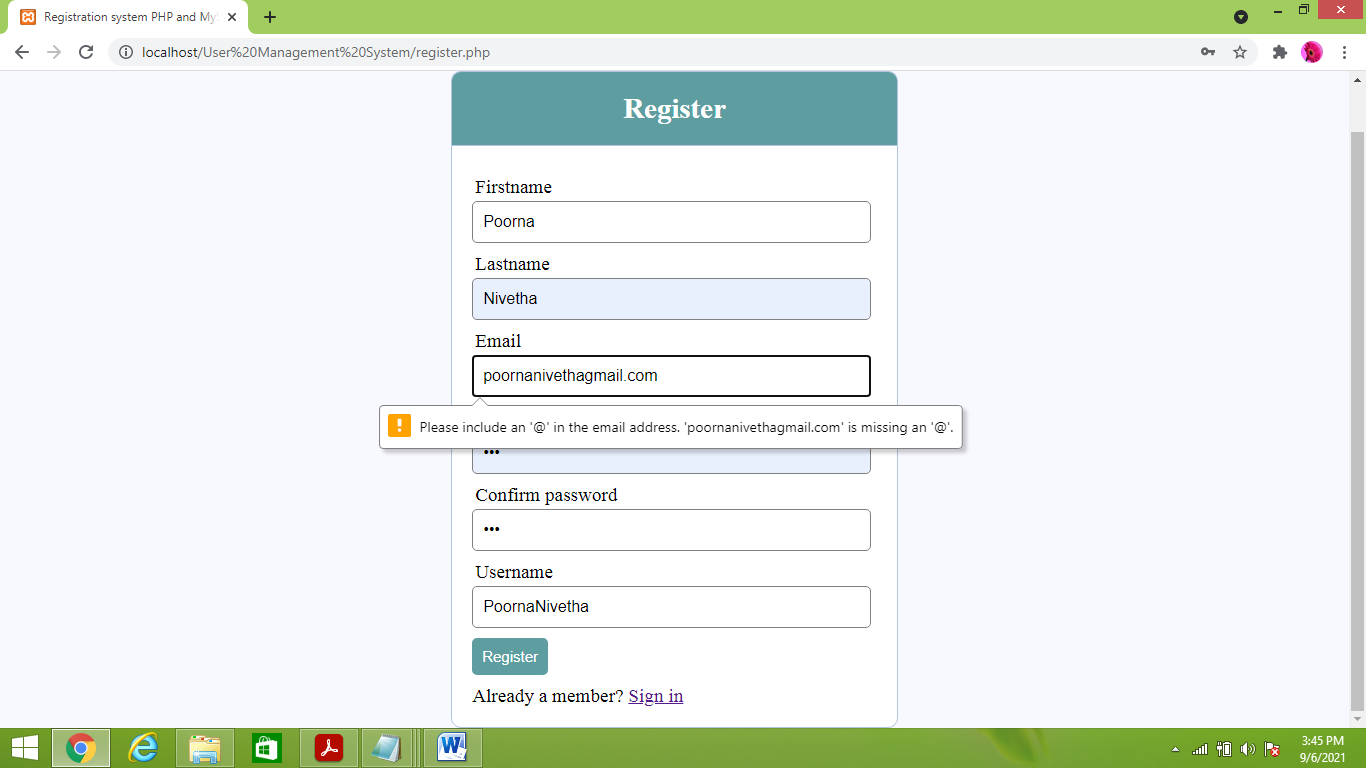 Registration system PHP and My
localhost/User%20Management%20System/register.php
Register
Firstname
Poorna
Lastname
Nivetha
Email
poornanivethagmail.com
Please include an '@' in the email address. 'poornanivethagmail.com' is missing an '@'.
•••
Confirm password
•••
Username
PoornaNivetha
Register
Already a member? Sign in
3:45 PM
9/6/2021